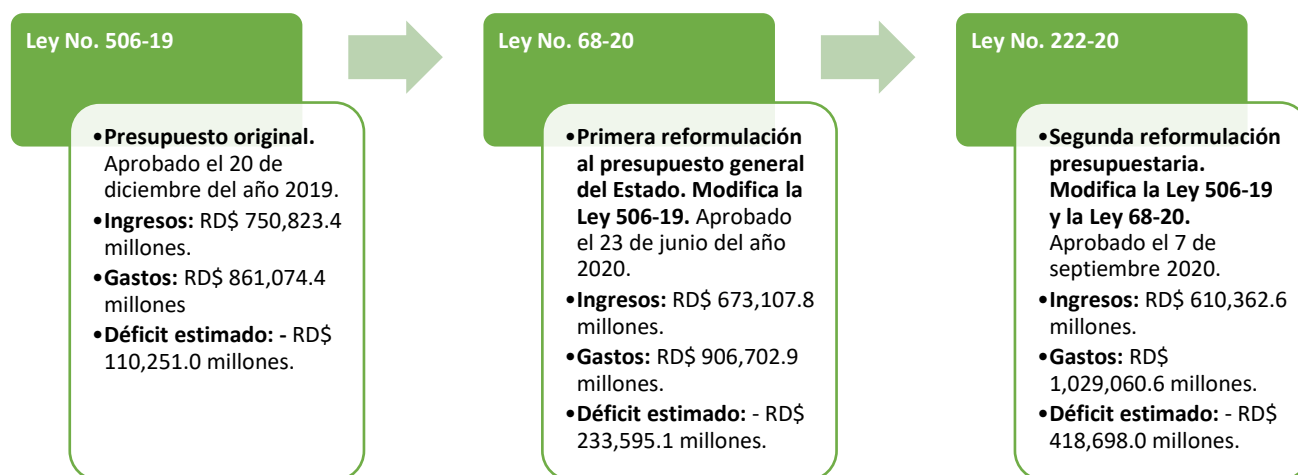 Ley No. 506-19
•Presupuesto original.
Aprobado el 20 de
diciembre del año 2019.
•Ingresos: RD$ 750,823.4
millones.
•Gastos: RD$ 861,074.4
millones
•Déficit estimado: - RD$
110,251.0 millones.
Ley No. 68-20
•Primera reformulación
al presupuesto general
del Estado. Modifica la
Ley 506-19. Aprobado
el 23 de junio del año
2020.
•Ingresos: RD$ 673,107.8
millones.
•Gastos: RD$ 906,702.9
millones.
•Déficit estimado: - RD$
233,595.1 millones.
Ley No. 222-20
•Segunda reformulación
presupuestaria.
Modifica la Ley 506-19
y la Ley 68-20.
Aprobado el 7 de
septiembre 2020.
•Ingresos: RD$ 610,362.6
millones.
•Gastos: RD$
1,029,060.6 millones.
•Déficit estimado: - RD$
418,698.0 millones.